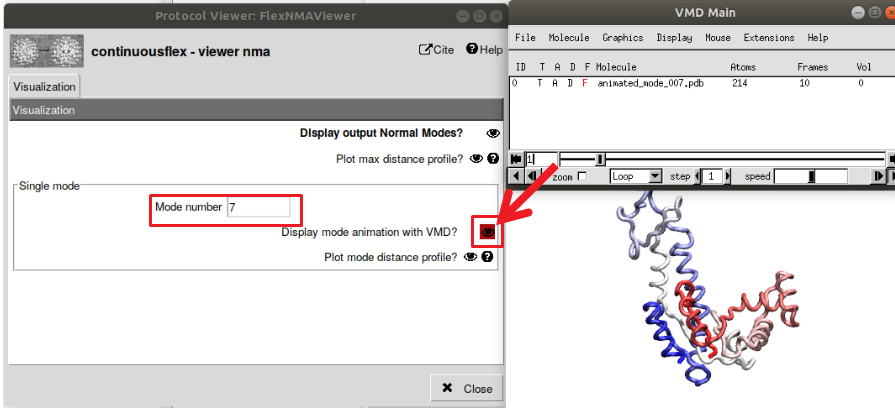 Protocol Viewer: FlexNMAViewer
continuousflex - viewer nma
Cite
Help
Visualization
Visualization
Display output Normal Modes?
Plot max distance profile?
Single mode
Mode number 7
Display mode animation with VMD?
Plot mode distance profile?
Close
VMD Main
File Molecule Graphics Display Mouse Extensions Help
ID T A D F Molecule Atoms Frames Vol
0 T A D F animated_mode_007.pdb 214 10 0
1
zoom Loop step 1 speed